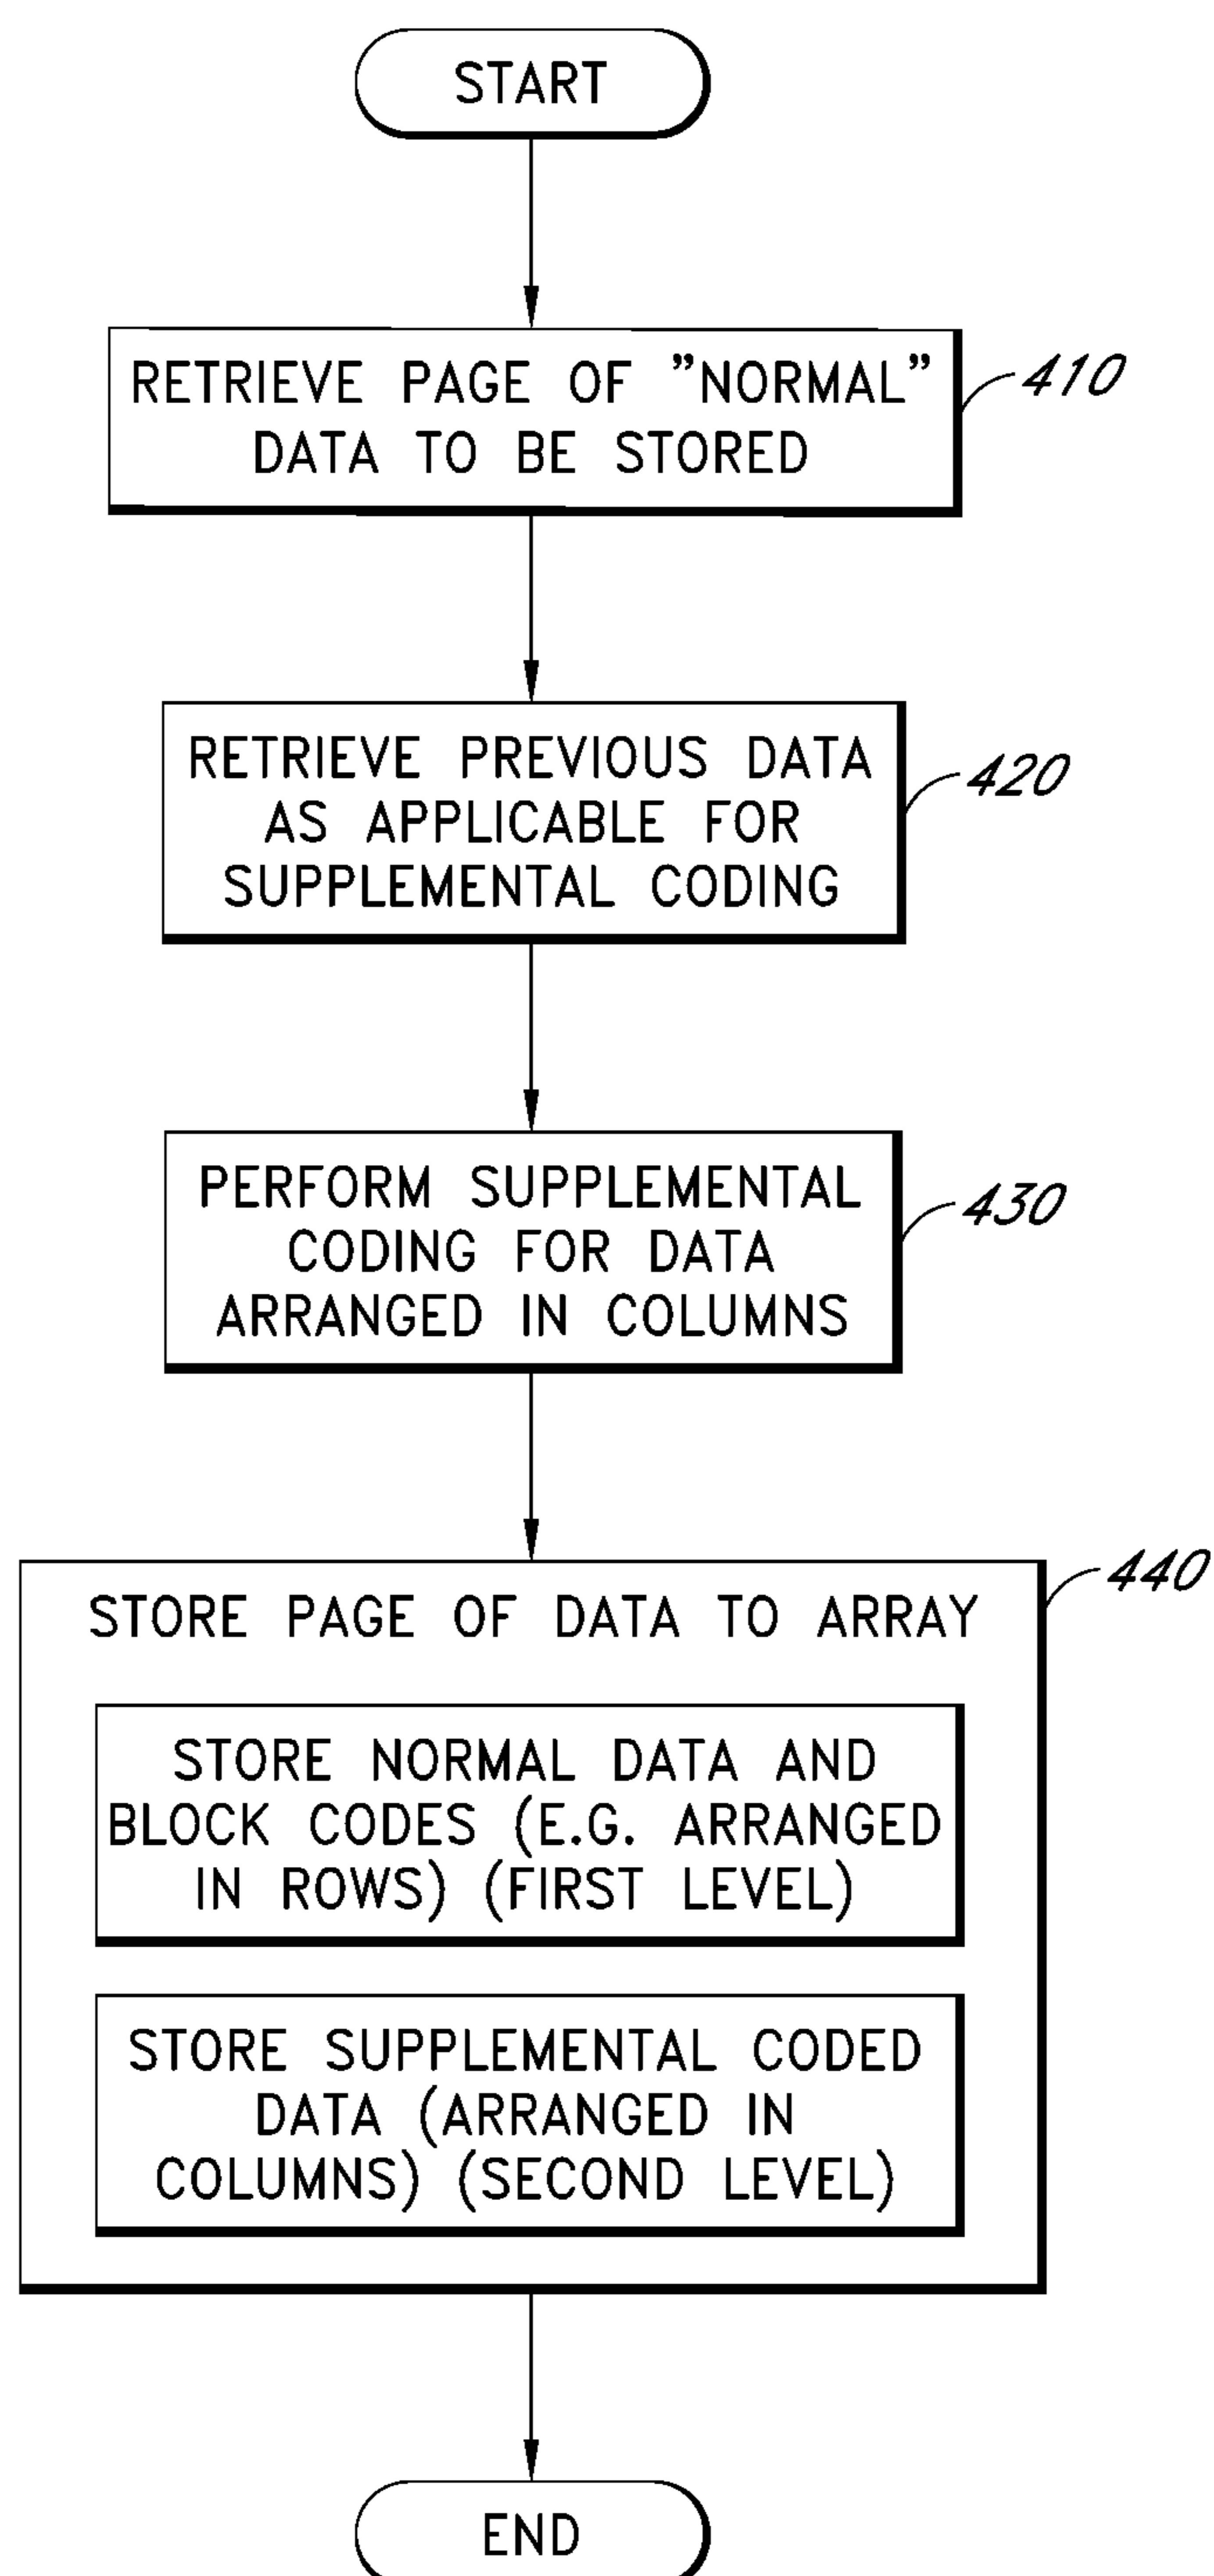 START
RETRIEVE PAGE OF ”NORMAL”
DATA TO BE STORED
410
RETRIEVE PREVIOUS DATA
AS APPLICABLE FOR
SUPPLEMENTAL CODING
420
PERFORM SUPPLEMENTAL
CODING FOR DATA
ARRANGED IN COLUMNS
430
440
STORE PAGE OF DATA TO ARRAY
STORE NORMAL DATA AND
BLOCK CODES (E.G. ARRANGED
IN ROWS) (FIRST LEVEL)
STORE SUPPLEMENTAL CODED
DATA (ARRANGED IN
COLUMNS) (SECOND LEVEL)
END